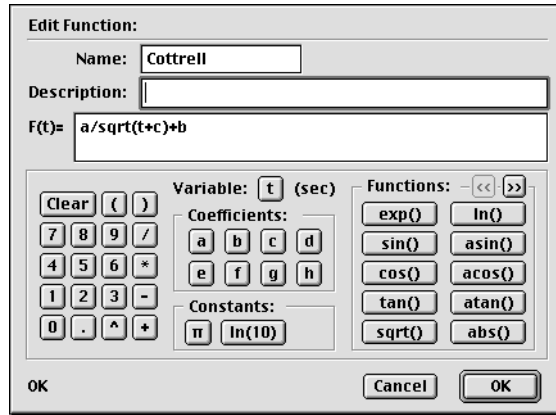 Edit Function:
Name: Cottrell
Description:
F(t)= a/sqrt(t+c)+b
Variable: t (sec)
Functions: << >>
Clear ( )
7 8 9 /
4 5 6 *
1 2 3 -
0 . ^ +
Coefficients:
a b c d
e f g h
Constants:
π ln(10)
exp() ln()
sin() asin()
cos() acos()
tan() atan()
sqrt() abs()
OK
Cancel OK